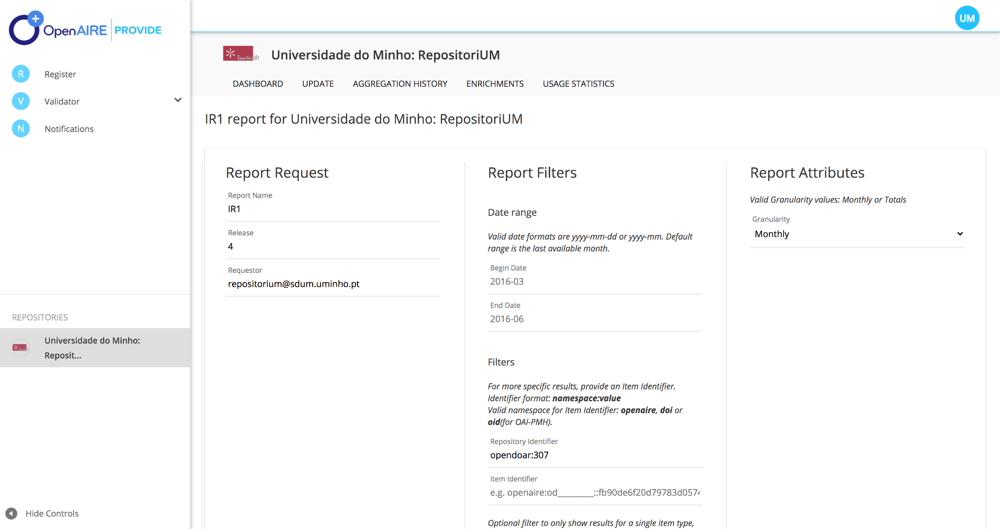 OpenAIRE PROVIDE
UM
RepositóriUM
Universidade do Minho: RepositoriUM
R Register
V Validator
N Notifications
DASHBOARD UPDATE AGGREGATION HISTORY ENRICHMENTS USAGE STATISTICS
IR1 report for Universidade do Minho: RepositoriUM
Report Request
Report Name
IR1
Release
4
Requestor
repositorium@sdum.uminho.pt
Report Filters
Date range
Valid date formats are yyyy-mm-dd or yyyy-mm. Default
range is the last available month.
Begin Date
2016-03
End Date
2016-06
Filters
For more specific results, provide an Item Identifier.
Identifier format: namespace:value
Valid namespace for Item Identifier: openaire, doi or
oid(for OAI-PMH).
Repository Identifier
opendoar:307
Item Identifier
e.g. openaire:od________::fb90de6f20d79783d0574
Optional filter to only show results for a single item type,
Report Attributes
Valid Granularity values: Monthly or Totals
Granularity
Monthly
REPOSITORIES
Universidade do Minho:
Reposit...
Hide Controls